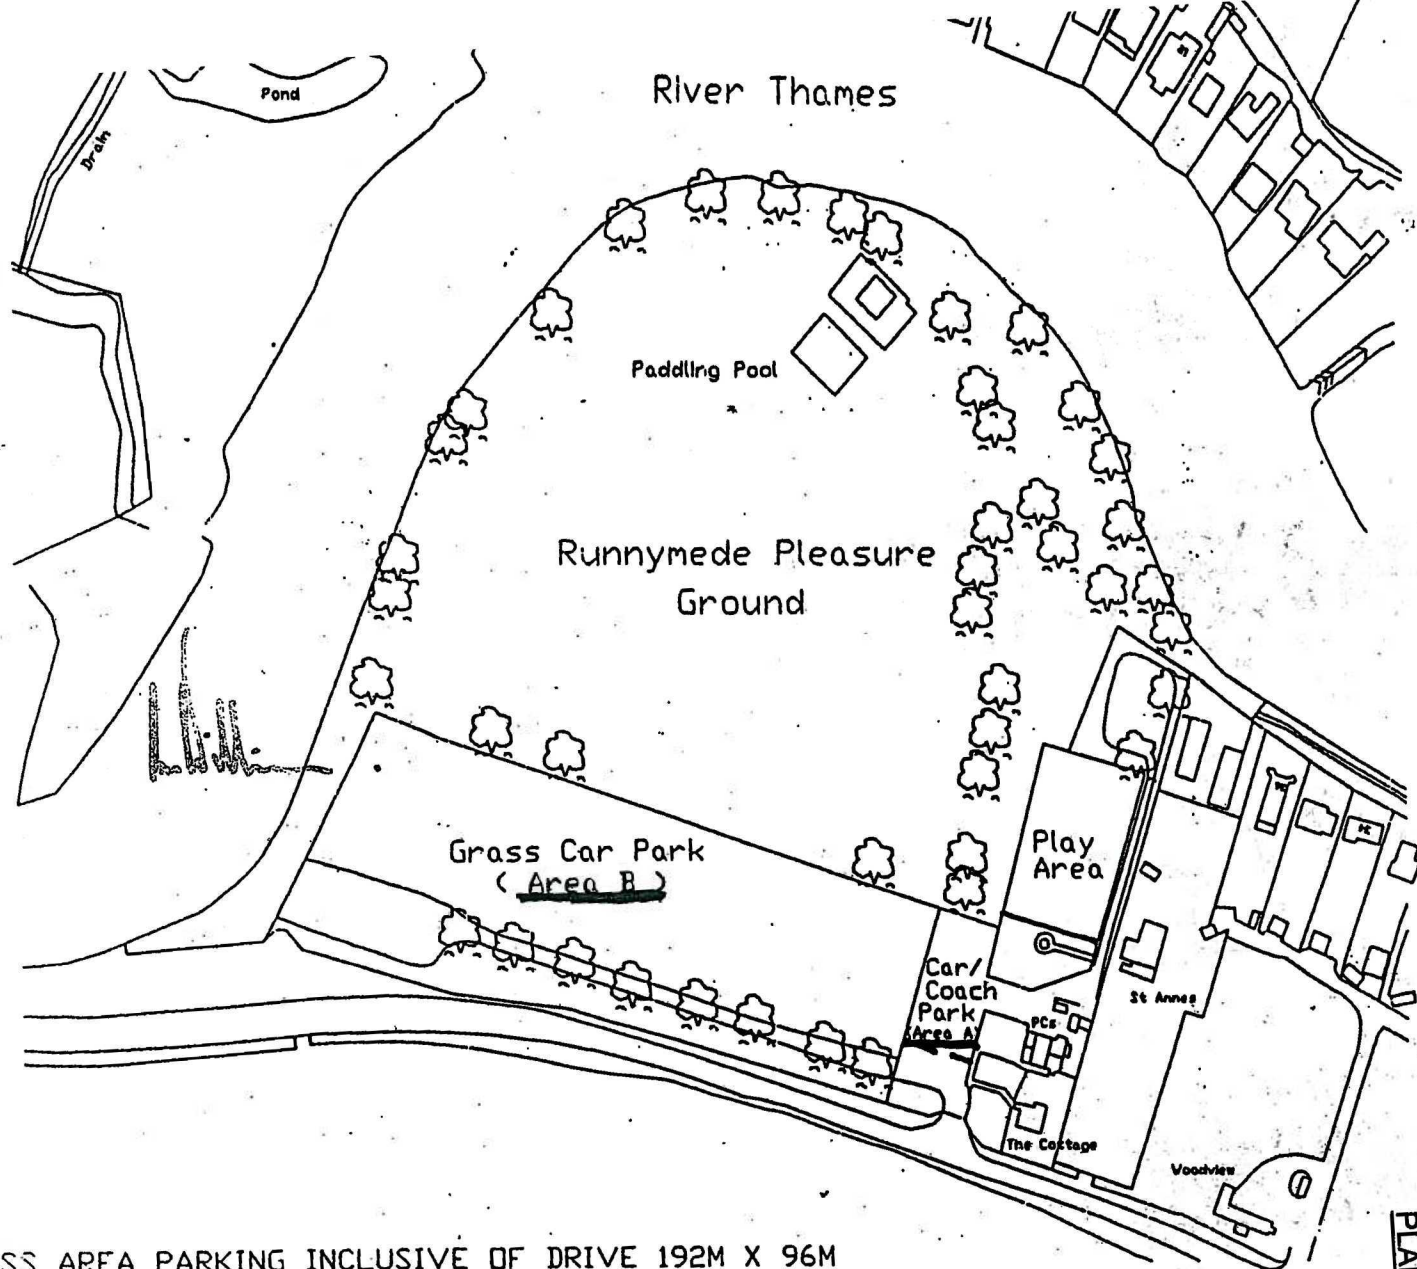 River Thames
Pond
Drain
Paddling Pool
Runnymede Pleasure
Ground
Grass Car Park
( Area B )
Play
Area
Car/
Coach
Park
(Area A)
PCs
St Annes
The Cottage
Woodview
AREA PARKING INCLUSIVE OF DRIVE 192M X 96M